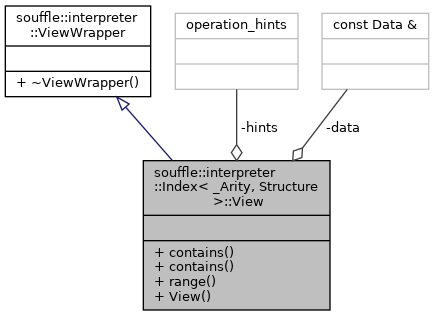 souffle::interpreter
::ViewWrapper
+ ~ViewWrapper()
operation_hints
const Data &
-hints
-data
souffle::interpreter
::Index< _Arity, Structure
>::View
+ contains()
+ contains()
+ range()
+ View()